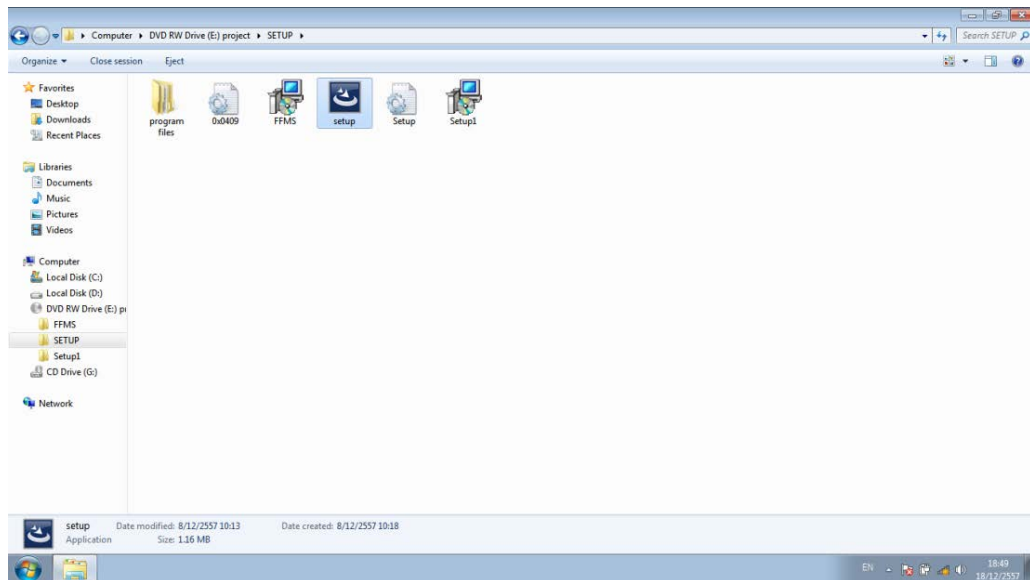 Computer ▸ DVD RW Drive (E:) project ▸ SETUP ▸
Search SETUP
Organize Close session Eject
Favorites
Desktop
Downloads
Recent Places
Libraries
Documents
Music
Pictures
Videos
Computer
Local Disk (C:)
Local Disk (D:)
DVD RW Drive (E:) pr
FFMS
SETUP
Setup1
CD Drive (G:)
Network
program files
0x0409
FFMS
setup
Setup
Setup1
setup Date modified: 8/12/2557 10:13 Date created: 8/12/2557 10:18
Application Size: 1.16 MB
EN
18:49
18/12/2557